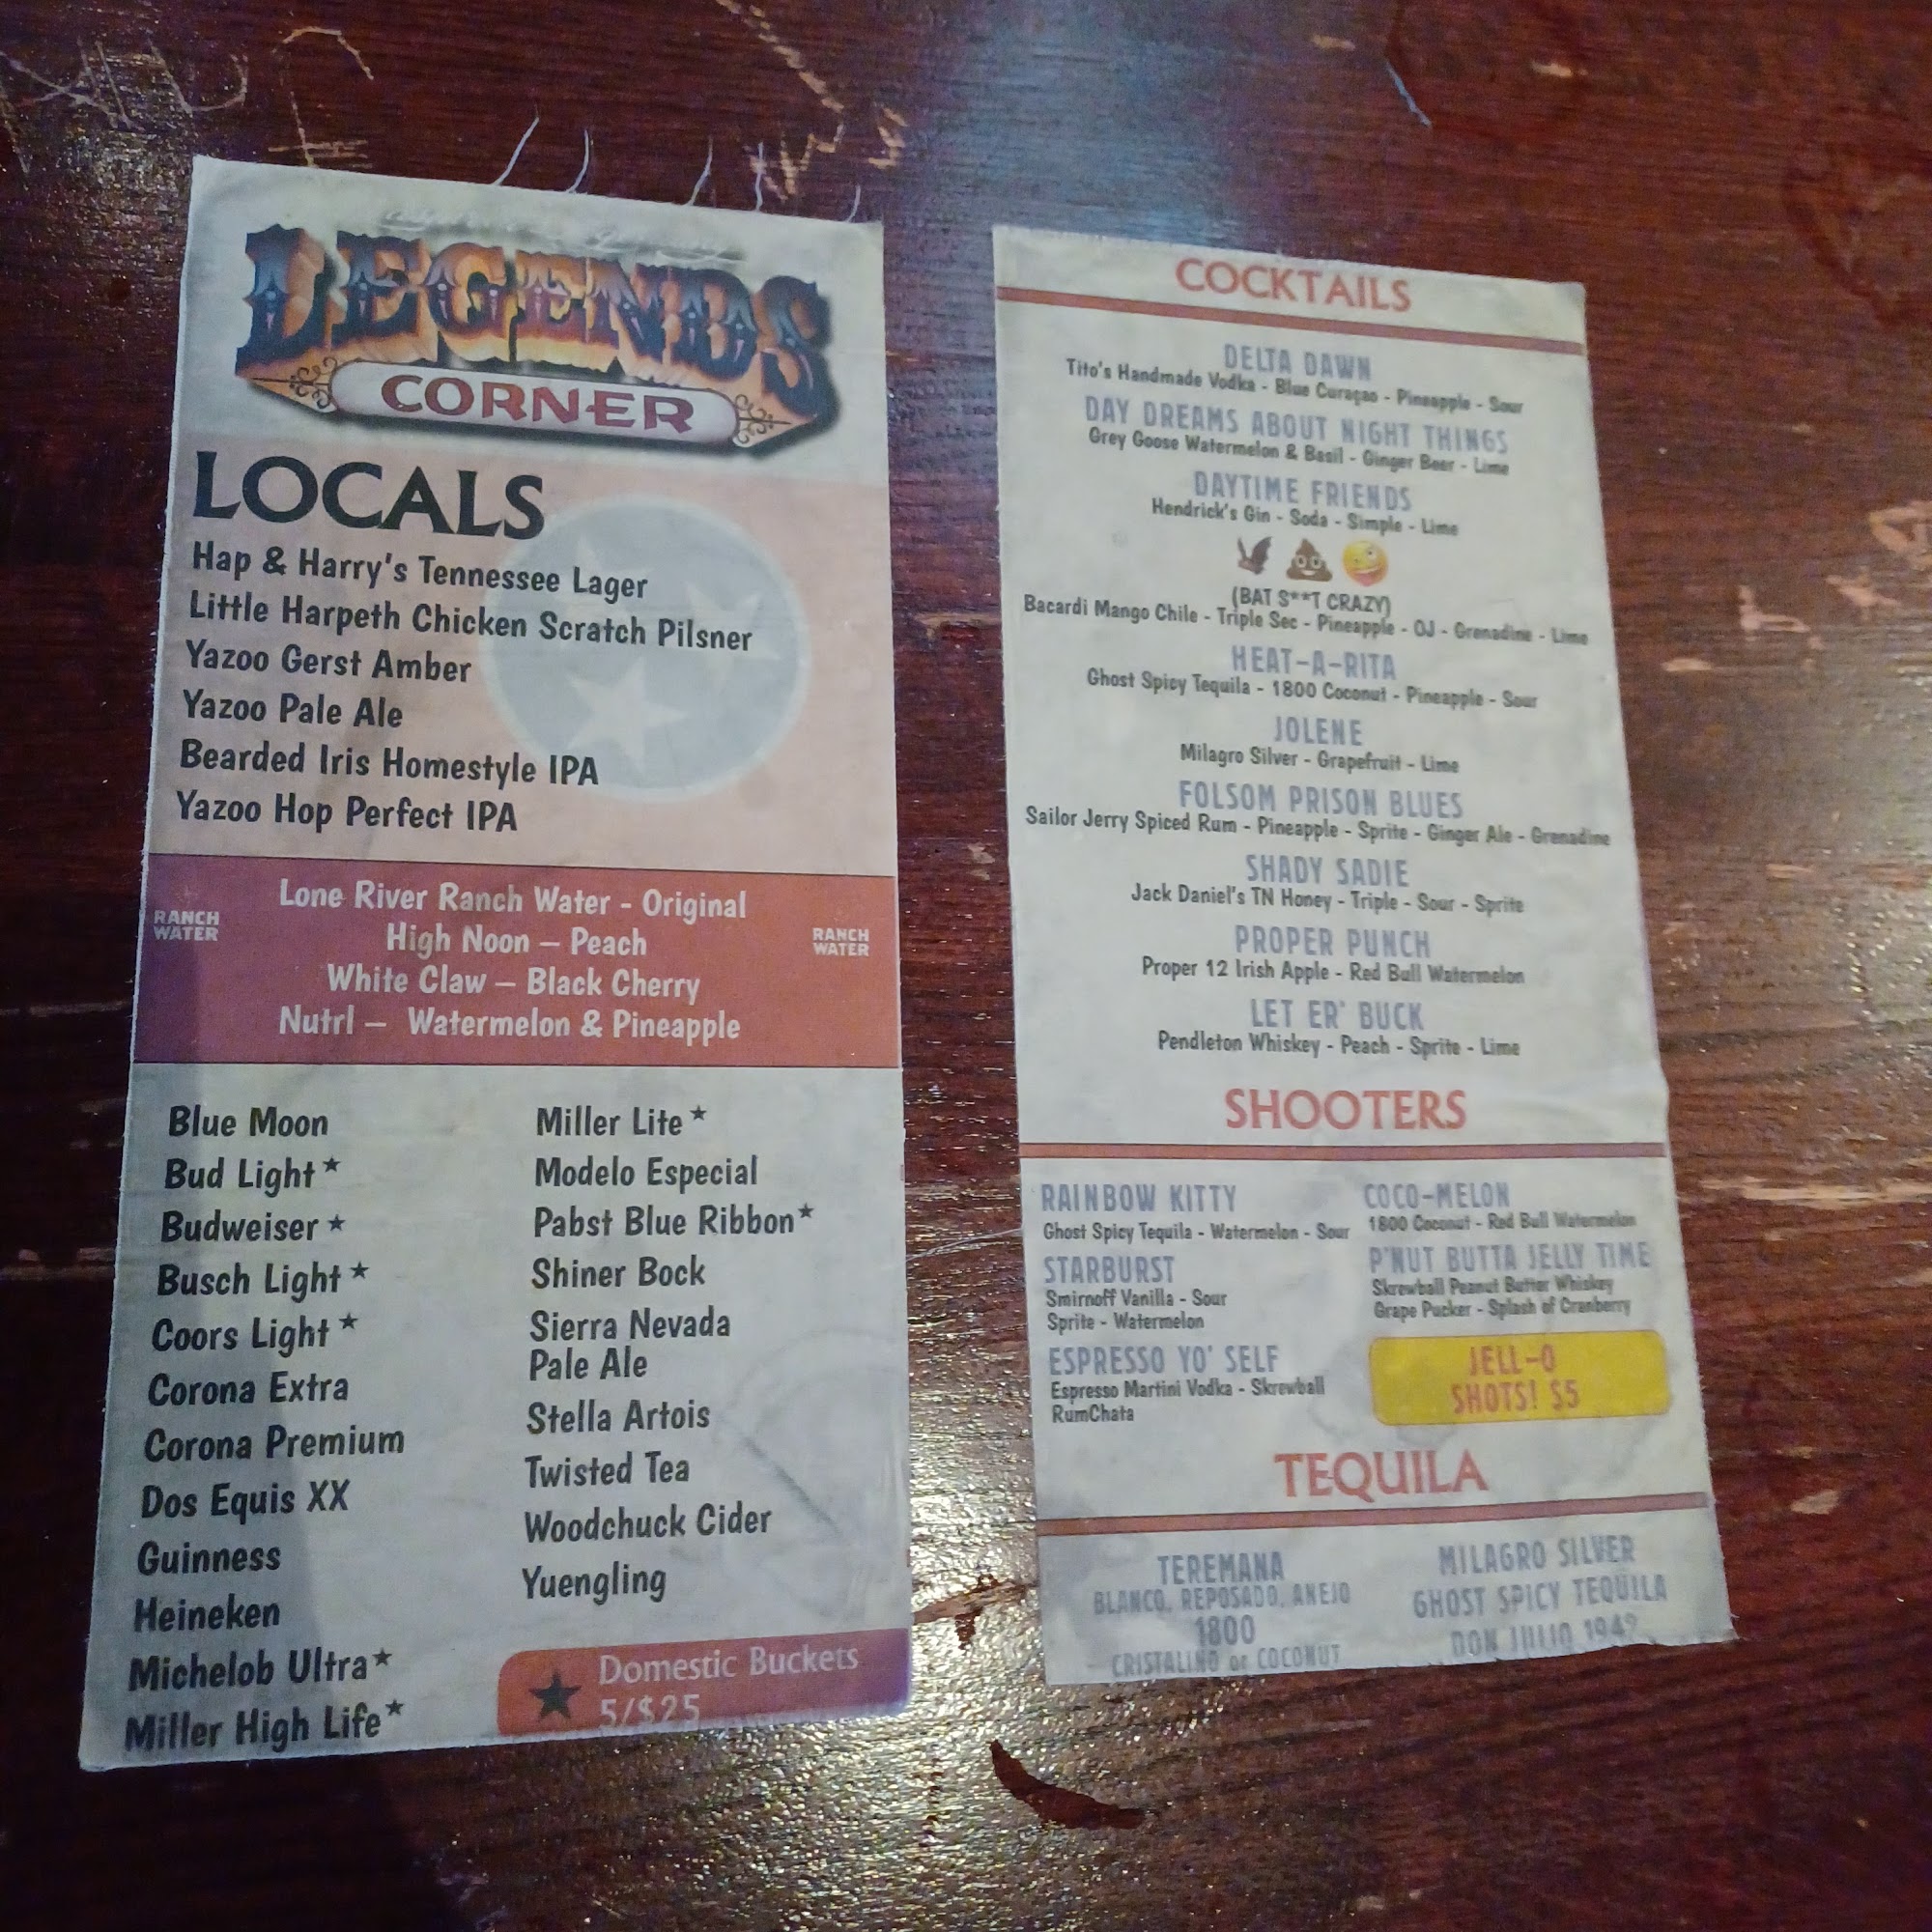 LEGENDS
CORNER
LOCALS
Hap & Harry's Tennessee Lager
Little Harpeth Chicken Scratch Pilsner
Yazoo Gerst Amber
Yazoo Pale Ale
Bearded Iris Homestyle IPA
Yazoo Hop Perfect IPA
RANCH
WATER
Lone River Ranch Water - Original
High Noon – Peach
White Claw – Black Cherry
Nutrl – Watermelon & Pineapple
RANCH
WATER
Blue Moon
Bud Light★
Budweiser★
Busch Light★
Coors Light★
Corona Extra
Corona Premium
Dos Equis XX
Guinness
Heineken
Michelob Ultra★
Miller High Life★
Miller Lite★
Modelo Especial
Pabst Blue Ribbon★
Shiner Bock
Sierra Nevada
Pale Ale
Stella Artois
Twisted Tea
Woodchuck Cider
Yuengling
★ Domestic Buckets
5/$25
COCKTAILS
DELTA DAWN
Tito's Handmade Vodka - Blue Curaçao - Pineapple - Sour
DAY DREAMS ABOUT NIGHT THINGS
Grey Goose Watermelon & Basil - Ginger Beer - Lime
DAYTIME FRIENDS
Hendrick's Gin - Soda - Simple - Lime
(BAT S**T CRAZY)
Bacardi Mango Chile - Triple Sec - Pineapple - OJ - Grenadine - Lime
HEAT-A-RITA
Ghost Spicy Tequila - 1800 Coconut - Pineapple - Sour
JOLENE
Milagro Silver - Grapefruit - Lime
FOLSOM PRISON BLUES
Sailor Jerry Spiced Rum - Pineapple - Sprite - Ginger Ale - Grenadine
SHADY SADIE
Jack Daniel's TN Honey - Triple - Sour - Sprite
PROPER PUNCH
Proper 12 Irish Apple - Red Bull Watermelon
LET ER' BUCK
Pendleton Whiskey - Peach - Sprite - Lime
SHOOTERS
RAINBOW KITTY
Ghost Spicy Tequila - Watermelon - Sour
STARBURST
Smirnoff Vanilla - Sour
Sprite - Watermelon
ESPRESSO YO' SELF
Espresso Martini Vodka - Skrewball
RumChata
COCO-MELON
1800 Coconut - Red Bull Watermelon
P'NUT BUTTA JELLY TIME
Skrewball Peanut Butter Whiskey
Grape Pucker - Splash of Cranberry
JELL-O
SHOTS! $5
TEQUILA
TEREMANA
BLANCO, REPOSADO, ANEJO
1800
CRISTALINO or COCONUT
MILAGRO SILVER
GHOST SPICY TEQUILA
DON JULIO 1942